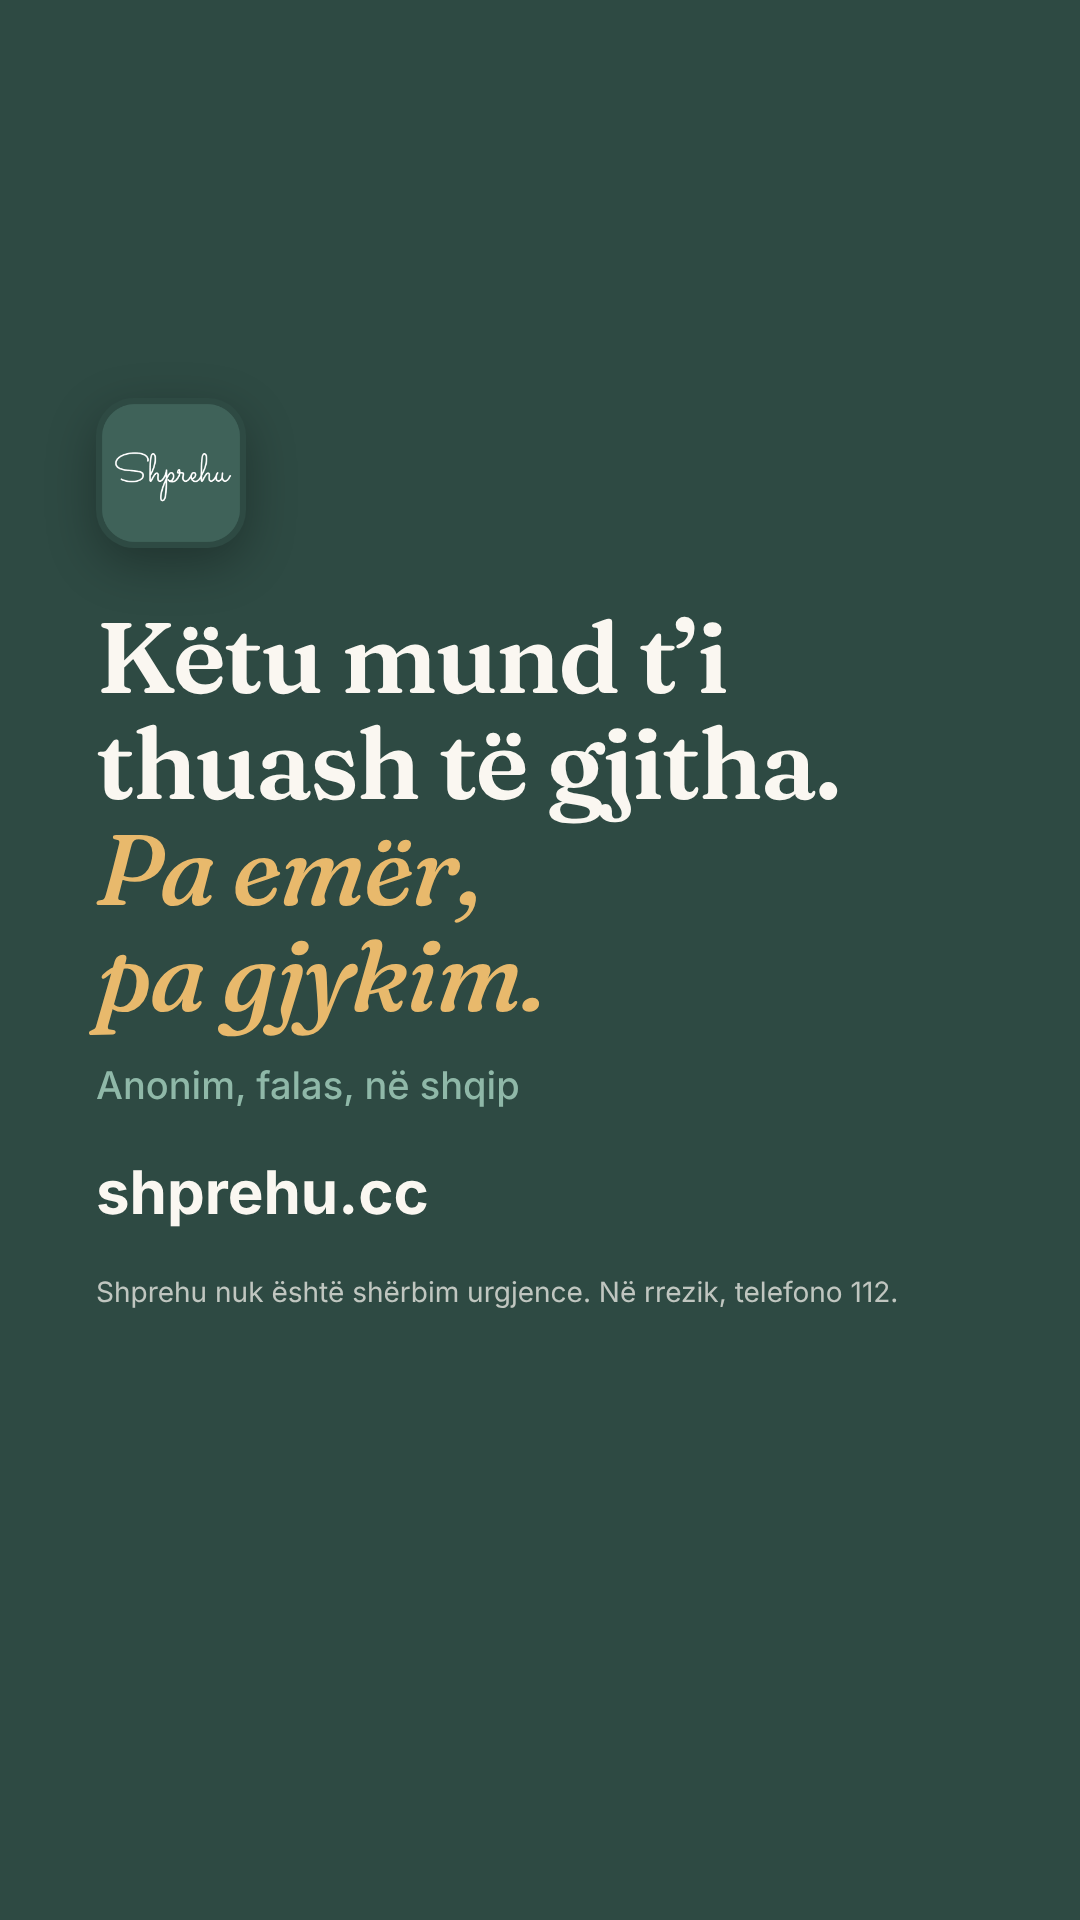 Shprehu
Këtu mund t’i
thuash të gjitha.
Pa emër,
pa gjykim.
Anonim, falas, në shqip
shprehu.cc
Shprehu nuk është shërbim urgjence. Në rrezik, telefono 112.